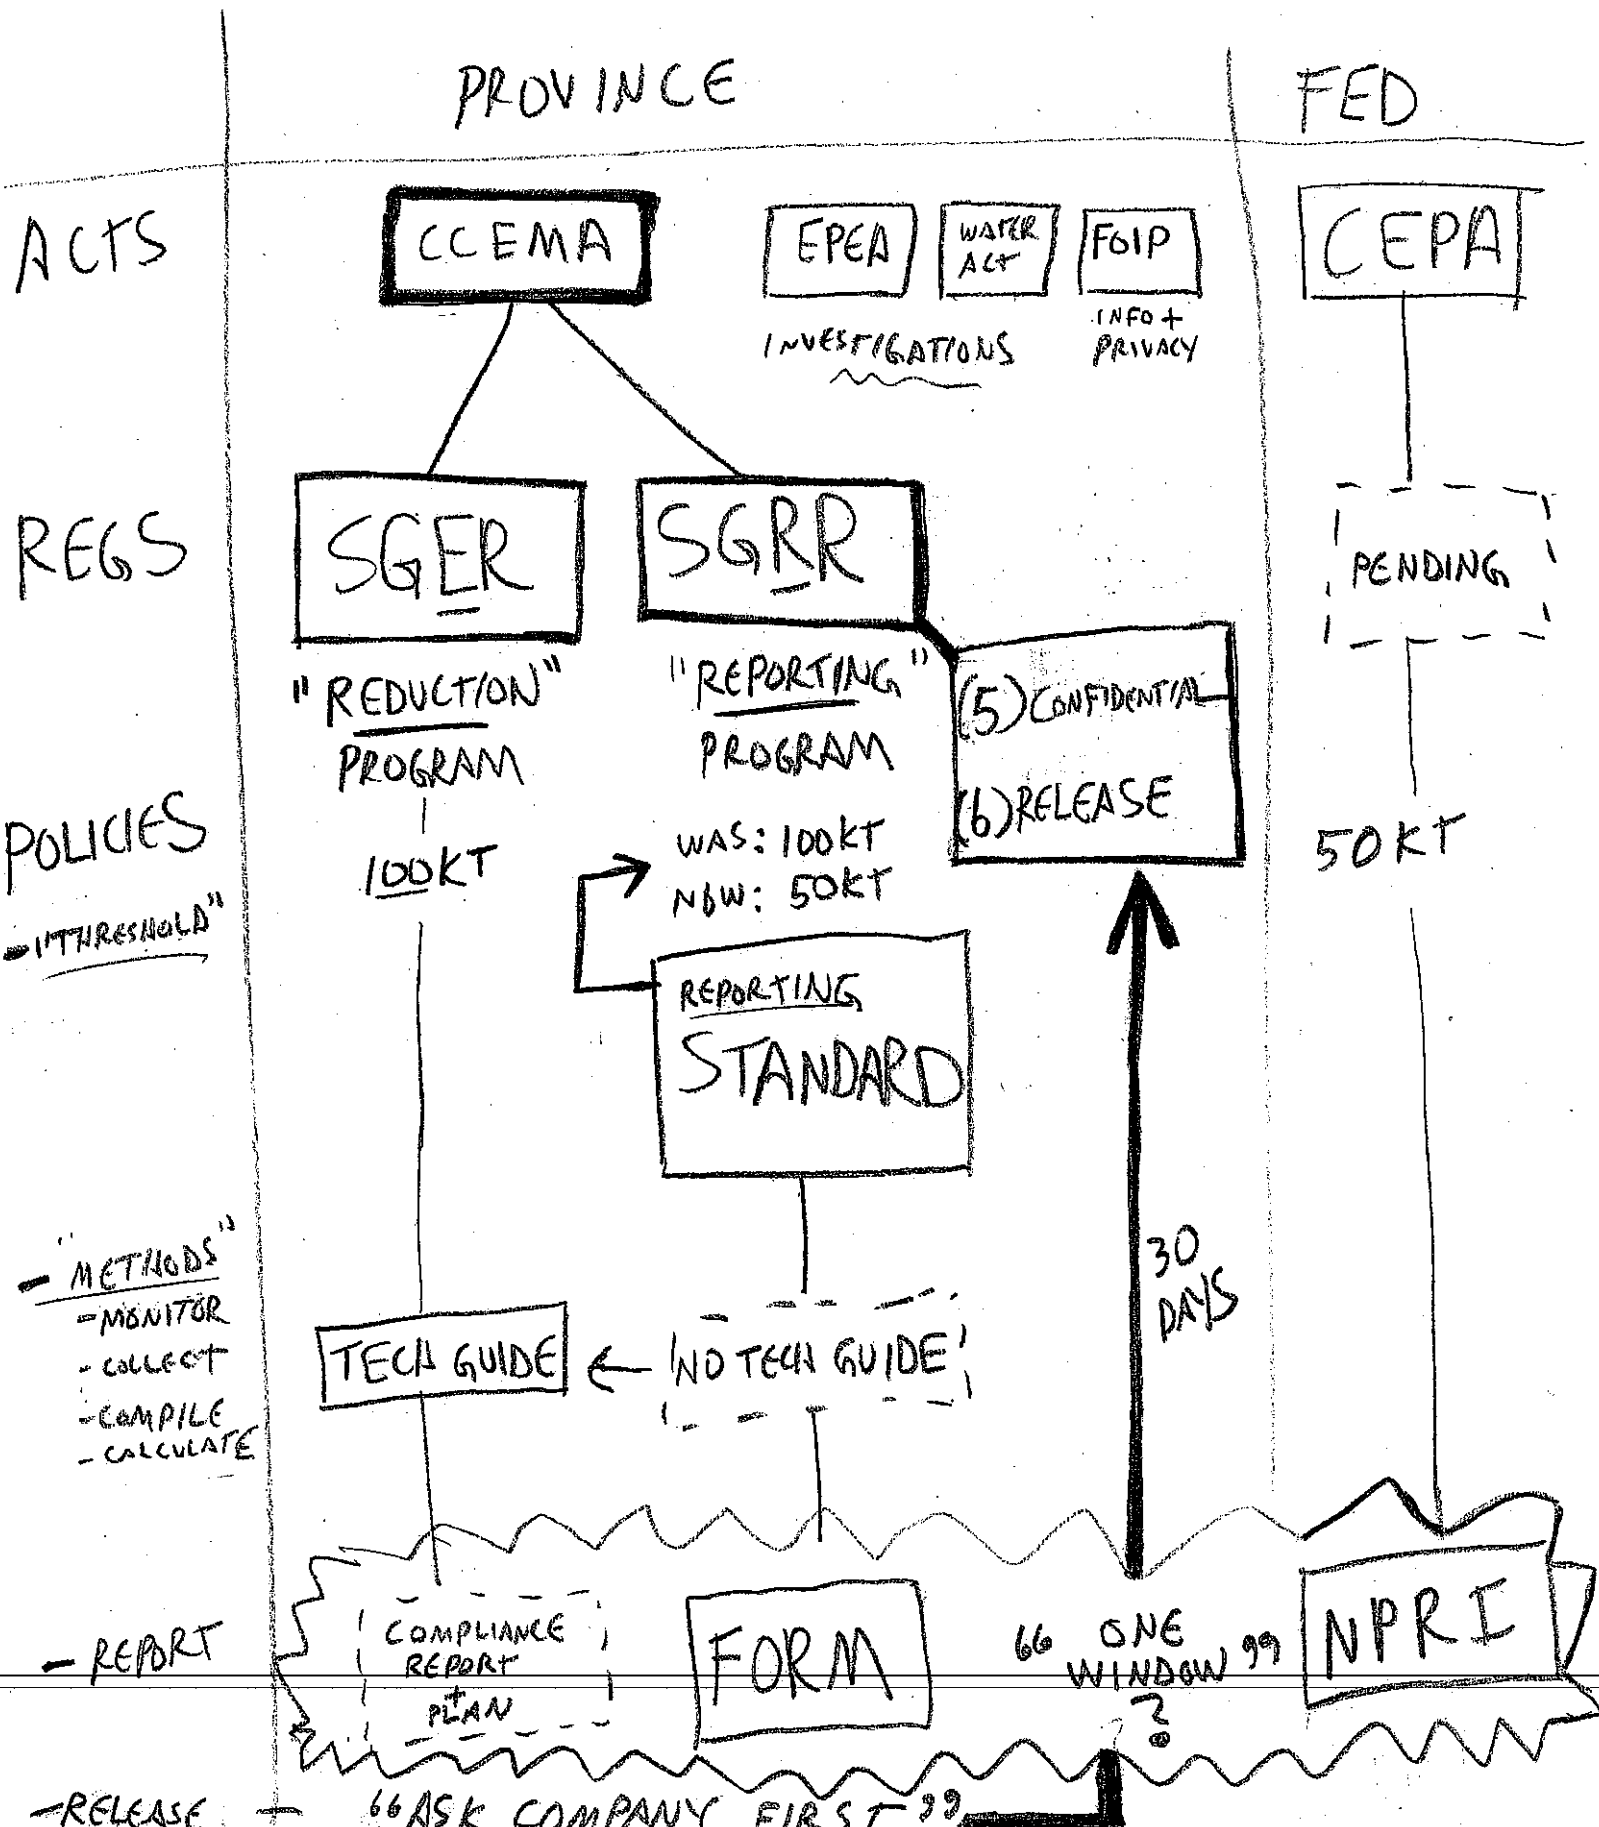 PROVINCE
FED
ACTS
CCEMA
EPEA
WATER
ACT
FOIP
CEPA
INVESTIGATIONS
INFO +
PRIVACY
REGS
SGER
SGRR
PENDING
"REDUCTION"
PROGRAM
"REPORTING"
PROGRAM
(5) CONFIDENTIAL
(6) RELEASE
POLICIES
- "THRESHOLD"
100KT
WAS: 100KT
NOW: 50KT
50KT
REPORTING
STANDARD
30
DAYS
- "METHODS"
- MONITOR
- COLLECT
- COMPILE
- CALCULATE
TECH GUIDE
NO TECH GUIDE
- REPORT
COMPLIANCE
REPORT
+
PLAN
FORM
"ONE
WINDOW"
?
NPRI
- RELEASE - "ASK COMPANY FIRST"